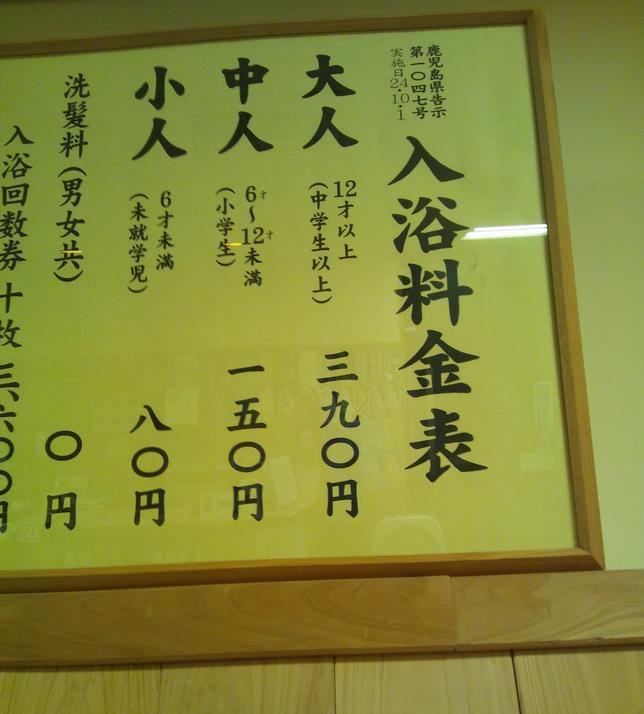 鹿児島県告示
第一〇四七号
実施日24・10・1
入浴料金表
大人 12才以上 三九〇円
(中学生以上)
中人 6才〜12才未満 一五〇円
(小学生)
小人 6才未満 八〇円
(未就学児)
洗髪料(男女共) 〇円
入浴回数券十枚 三、六〇〇円